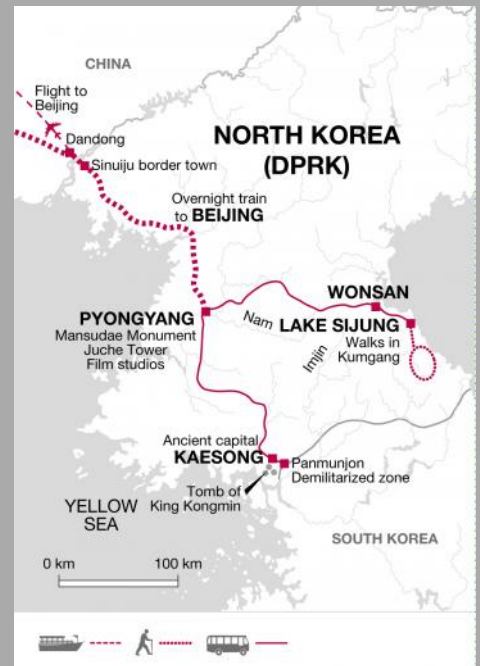 CHINA
Flight to
Beijing
Dandong
Sinuiju border town
NORTH KOREA
(DPRK)
Overnight train
to BEIJING
WONSAN
Nam
PYONGYANG
Mansudae Monument
Juche Tower
Film studios
LAKE SIJUNG
Walks in
Kumgang
Imjin
Ancient capital
KAESONG
Panmunjon
Demilitarized zone
Tomb of
King Kongmin
YELLOW
SEA
SOUTH KOREA
0 km
100 km